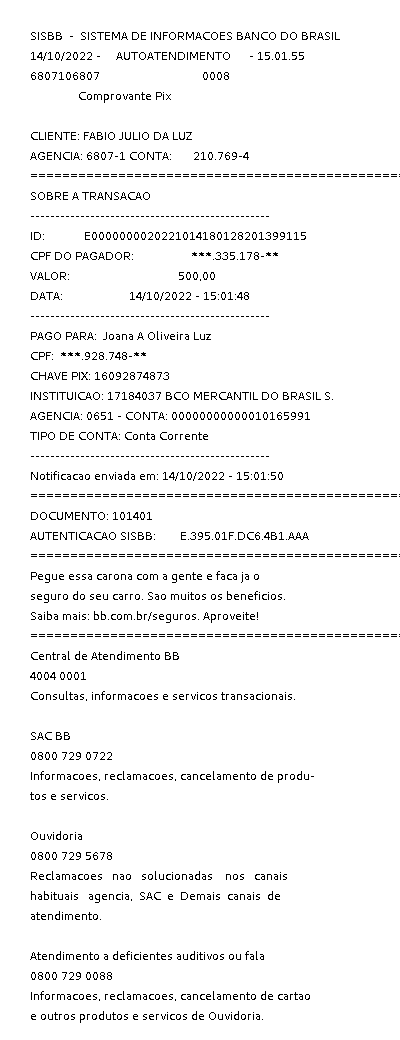 SISBB - SISTEMA DE INFORMACOES BANCO DO BRASIL
14/10/2022 - AUTOATENDIMENTO - 15.01.55
6807106807 0008
Comprovante Pix
CLIENTE: FABIO JULIO DA LUZ
AGENCIA: 6807-1 CONTA: 210.769-4
================================================
SOBRE A TRANSACAO
------------------------------------------------
ID: E0000000020221014180128201399115
CPF DO PAGADOR: ***.335.178-**
VALOR: 500,00
DATA: 14/10/2022 - 15:01:48
------------------------------------------------
PAGO PARA: Joana A Oliveira Luz
CPF: ***.928.748-**
CHAVE PIX: 16092874873
INSTITUICAO: 17184037 BCO MERCANTIL DO BRASIL S.
AGENCIA: 0651 - CONTA: 00000000000010165991
TIPO DE CONTA: Conta Corrente
------------------------------------------------
Notificacao enviada em: 14/10/2022 - 15:01:50
================================================
DOCUMENTO: 101401
AUTENTICACAO SISBB: E.395.01F.DC6.4B1.AAA
================================================
Pegue essa carona com a gente e faca ja o
seguro do seu carro. Sao muitos os beneficios.
Saiba mais: bb.com.br/seguros. Aproveite!
================================================
Central de Atendimento BB
4004 0001
Consultas, informacoes e servicos transacionais.
SAC BB
0800 729 0722
Informacoes, reclamacoes, cancelamento de produ-
tos e servicos.
Ouvidoria
0800 729 5678
Reclamacoes nao solucionadas nos canais
habituais agencia, SAC e Demais canais de
atendimento.
Atendimento a deficientes auditivos ou fala
0800 729 0088
Informacoes, reclamacoes, cancelamento de cartao
e outros produtos e servicos de Ouvidoria.